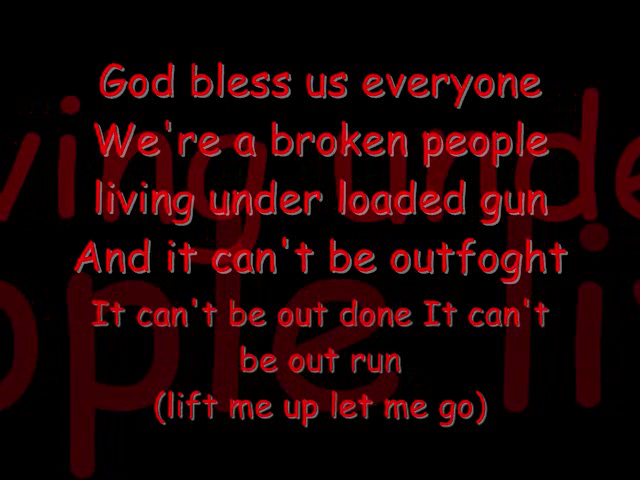 God bless us everyone
We're a broken people
living under loaded gun
And it can't be outfoght
It can't be out done It can't
be out run
(lift me up let me go)